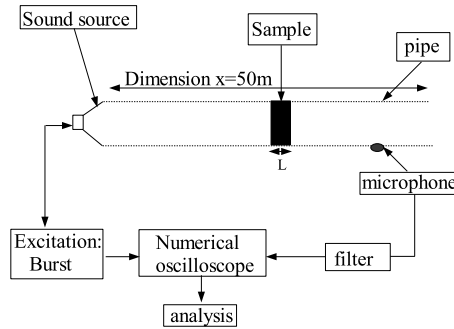 Sound source
Sample
pipe
Dimension x=50m
L
microphone
Excitation:
Burst
Numerical
oscilloscope
filter
analysis